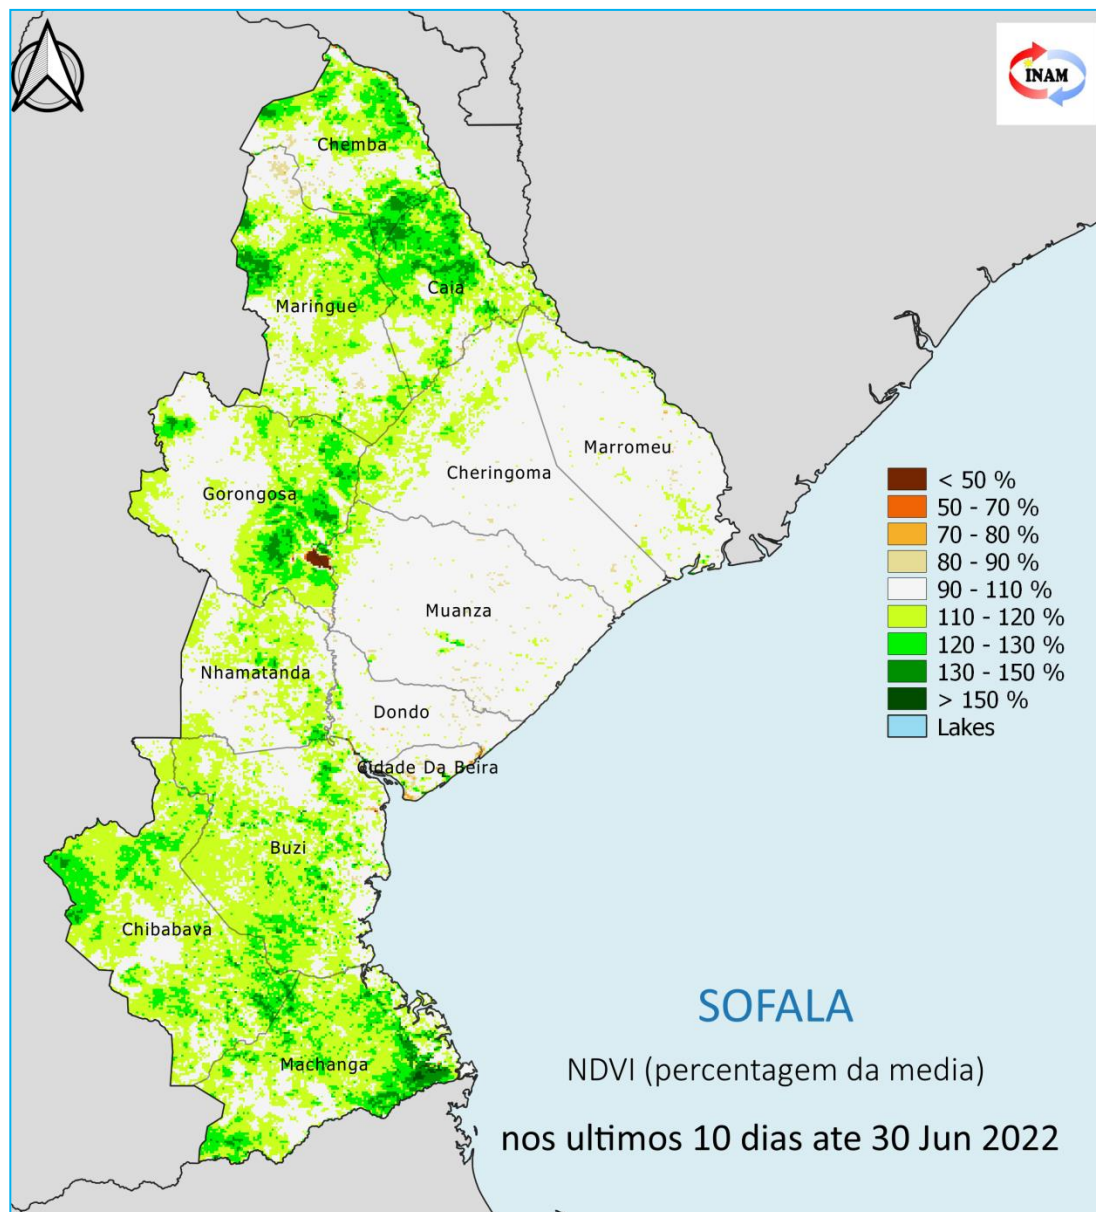 INAM
Chemba
Caia
Maringue
Marromeu
Cheringoma
Gorongosa
Muanza
Nhamatanda
Dondo
Cidade Da Beira
Buzi
Chibabava
Machanga
< 50 %
50 - 70 %
70 - 80 %
80 - 90 %
90 - 110 %
110 - 120 %
120 - 130 %
130 - 150 %
> 150 %
Lakes
SOFALA
NDVI (percentagem da media)
nos ultimos 10 dias ate 30 Jun 2022